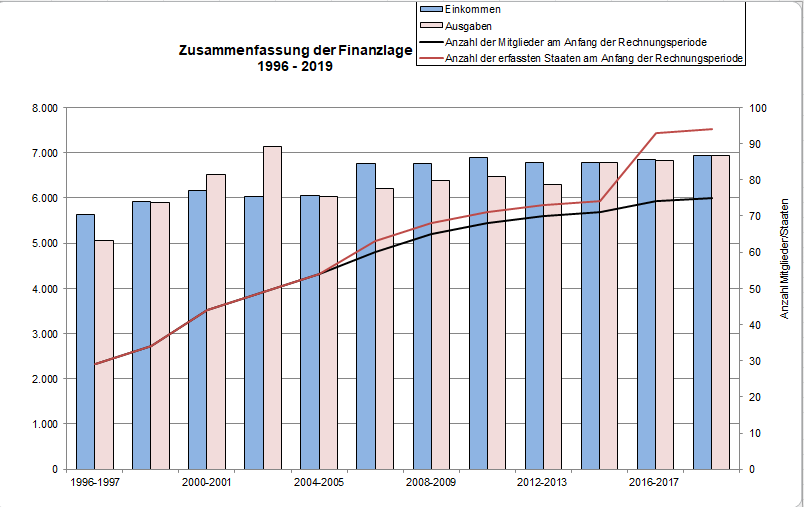 Einkommen
Ausgaben
Anzahl der Mitglieder am Anfang der Rechnungsperiode
Anzahl der erfassten Staaten am Anfang der Rechnungsperiode
Zusammenfassung der Finanzlage
1996 - 2019
8.000
7.000
6.000
5.000
4.000
3.000
2.000
1.000
0
100
90
80
70
60
50
40
30
20
10
0
Anzahl Mitglieder/Staaten
1996-1997 2000-2001 2004-2005 2008-2009 2012-2013 2016-2017